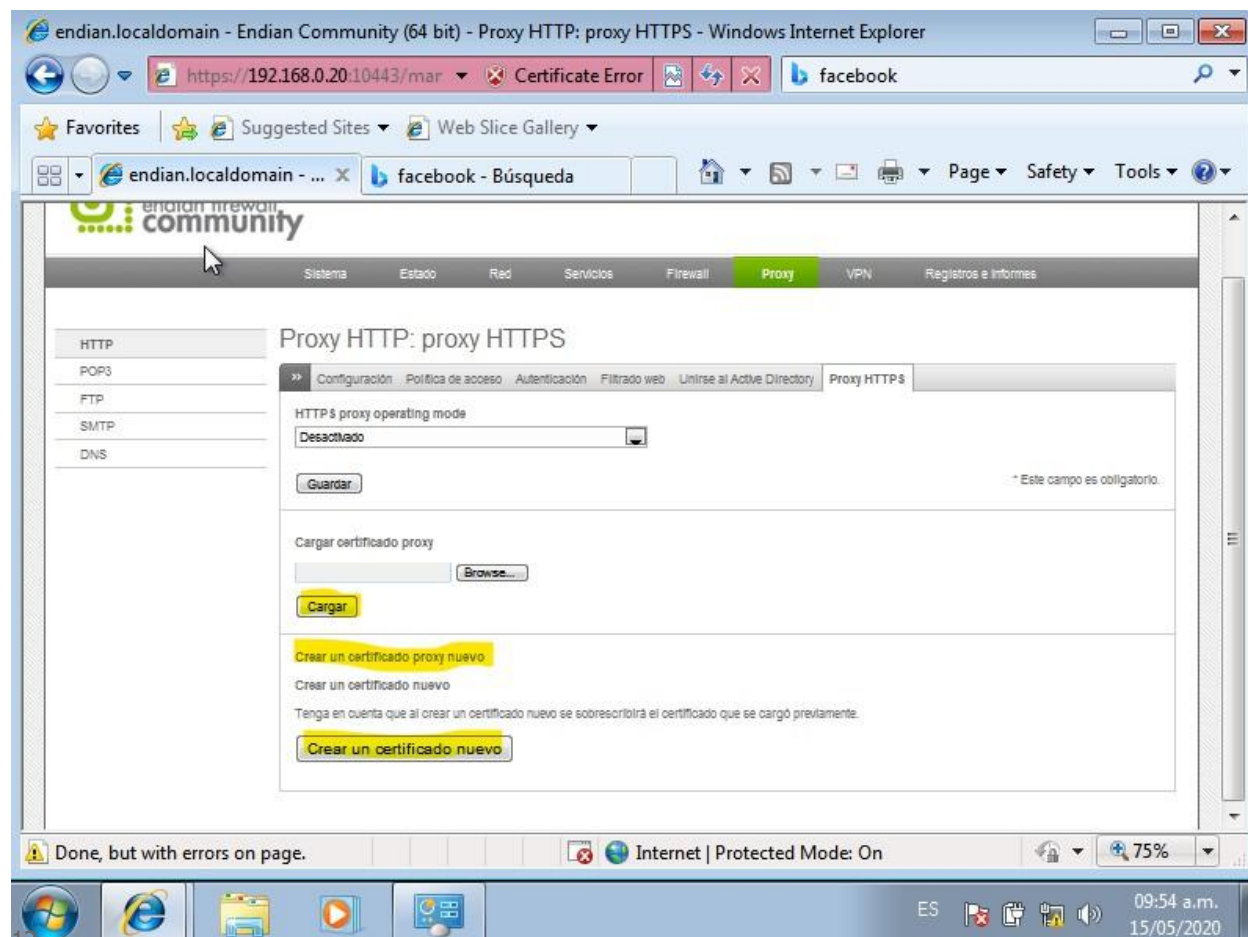 endian.localdomain - Endian Community (64 bit) - Proxy HTTP: proxy HTTPS - Windows Internet Explorer
https://192.168.0.20:10443/mar Certificate Error facebook
Favorites Suggested Sites Web Slice Gallery
endian.localdomain - ... facebook - Búsqueda Page Safety Tools
endian firewall
community
Sistema Estado Red Servicios Firewall Proxy VPN Registros e Informes
Proxy HTTP: proxy HTTPS
HTTP
POP3
FTP
SMTP
DNS
Configuración Política de acceso Autenticación Filtrado web Unirse al Active Directory Proxy HTTPS
HTTPS proxy operating mode
Desactivado
Guardar * Este campo es obligatorio.
Cargar certificado proxy
Browse...
Cargar
Crear un certificado proxy nuevo
Crear un certificado nuevo
Tenga en cuenta que al crear un certificado nuevo se sobrescribirá el certificado que se cargó previamente.
Crear un certificado nuevo
Done, but with errors on page. Internet | Protected Mode: On 75%
ES 09:54 a.m.
15/05/2020